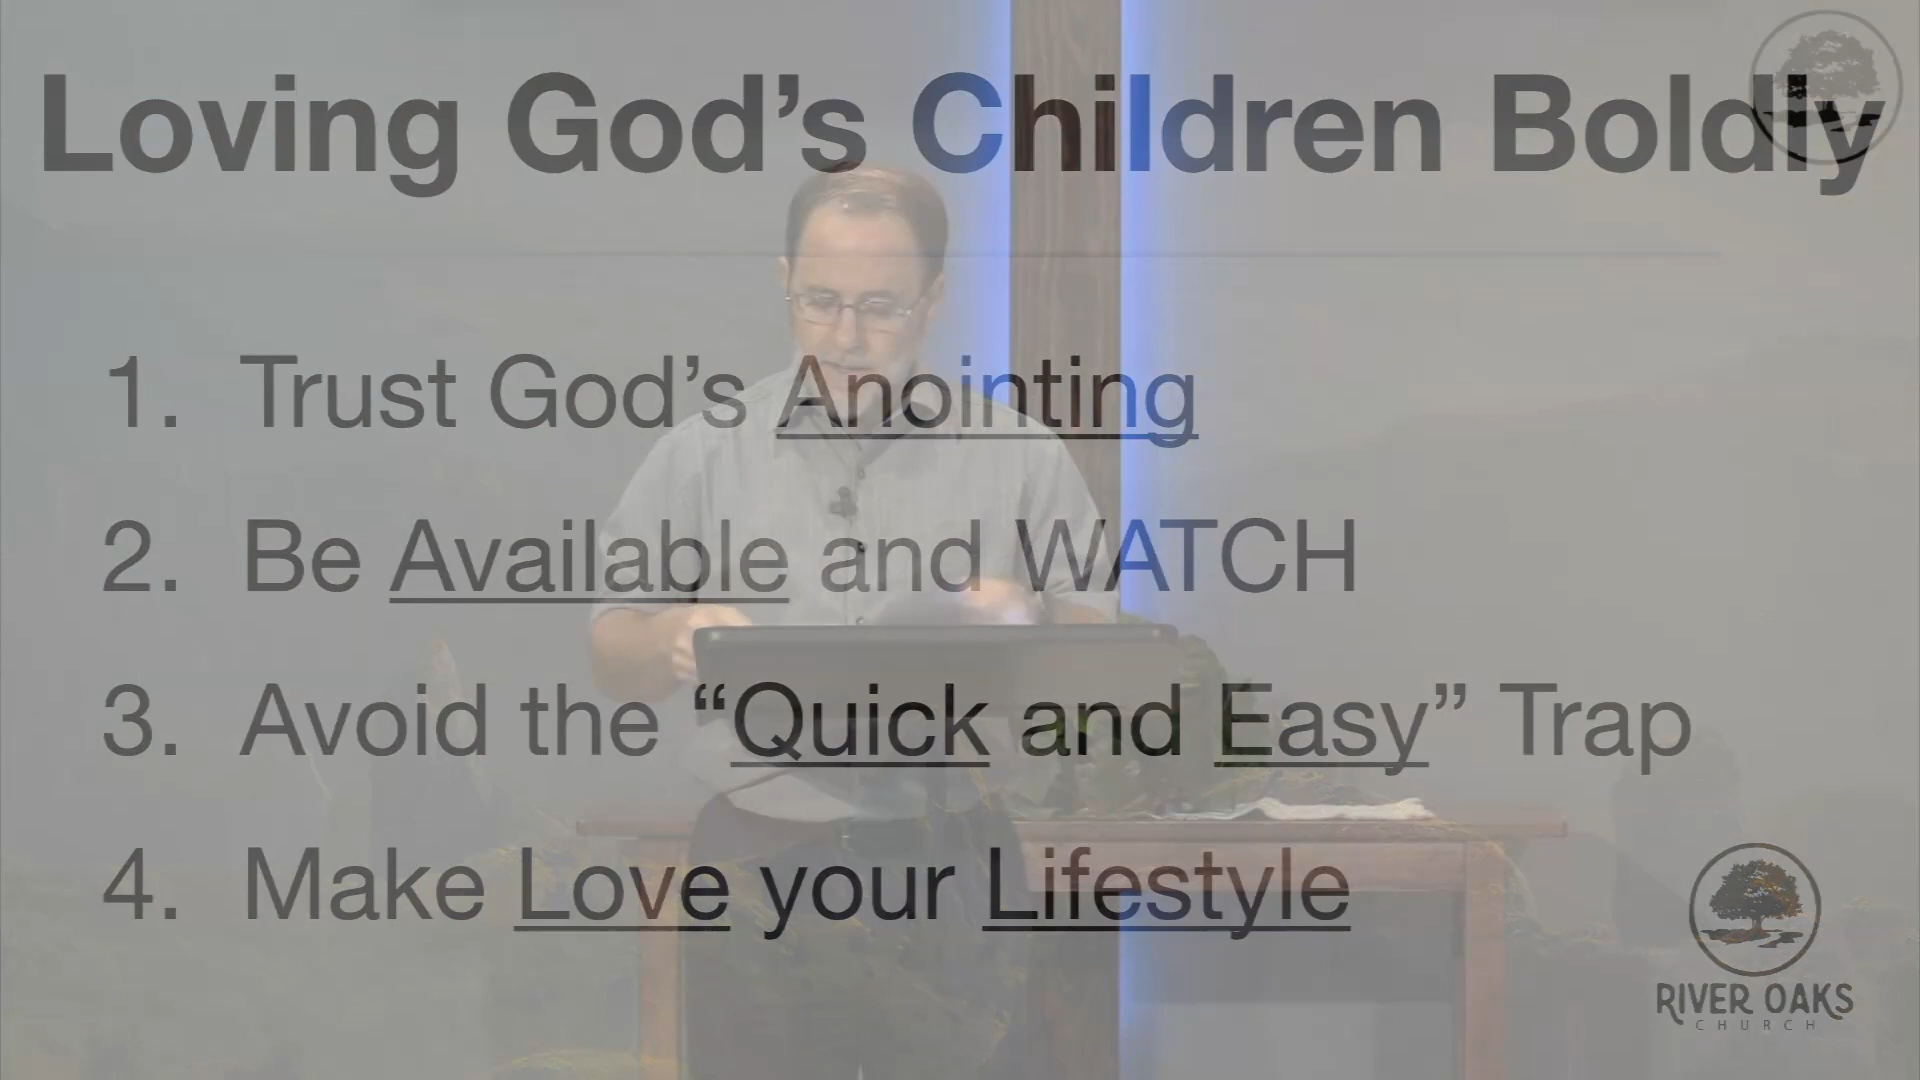 Loving God’s Children Boldly
1. Trust God’s Anointing
2. Be Available and WATCH
3. Avoid the “Quick and Easy” Trap
4. Make Love your Lifestyle
RIVER OAKS
CHURCH